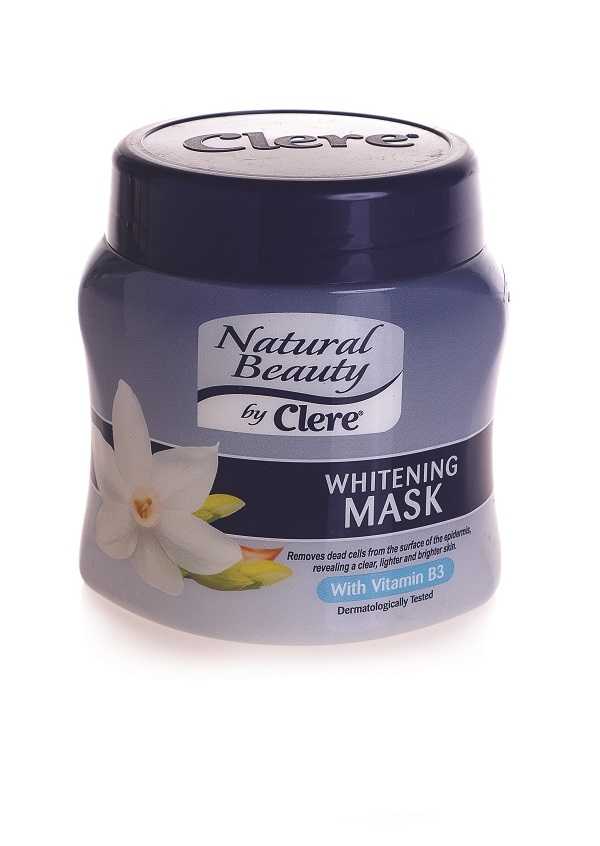 Clere®
Natural
Beauty
by Clere®
WHITENING
MASK
Removes dead cells from the surface of the epidermis,
revealing a clear, lighter and brighter skin.
With Vitamin B3
Dermatologically Tested